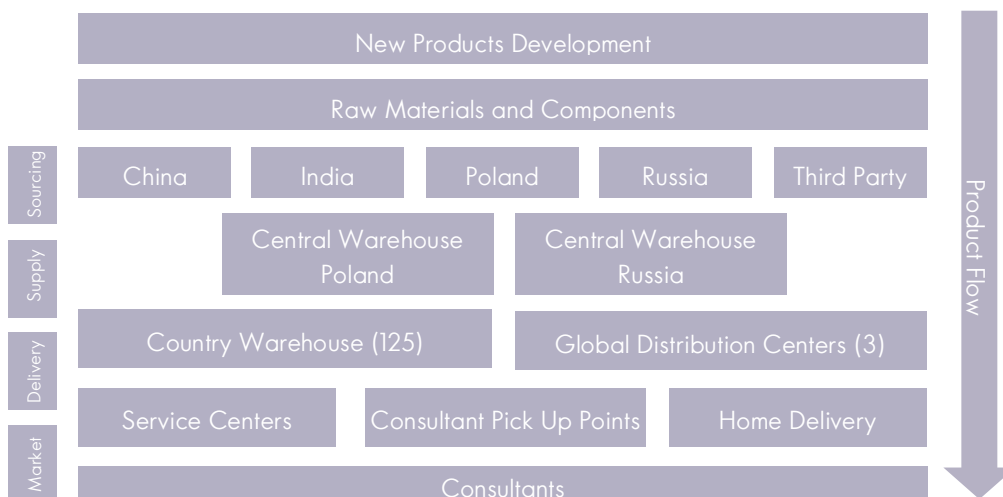 New Products Development
Raw Materials and Components
Sourcing
China
India
Poland
Russia
Third Party
Supply
Central Warehouse
Poland
Central Warehouse
Russia
Delivery
Country Warehouse (125)
Global Distribution Centers (3)
Service Centers
Consultant Pick Up Points
Home Delivery
Market
Consultants
Product Flow